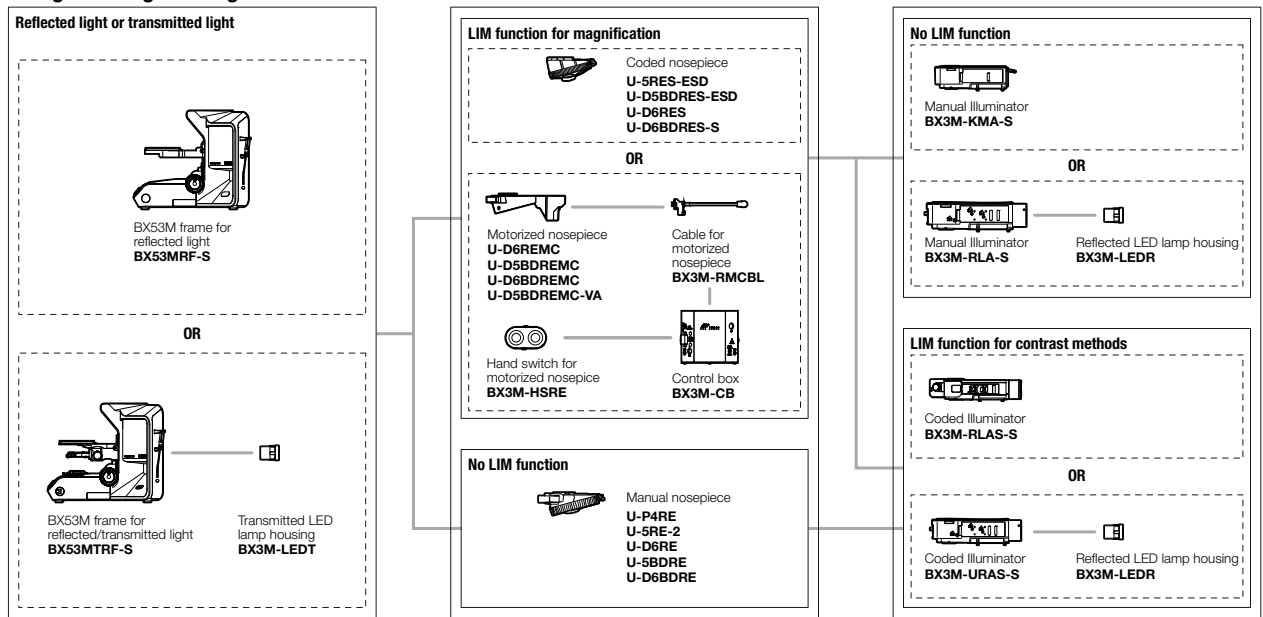 Reflected light or transmitted light
BX53M frame for
reflected light
BX53MRF-S
OR
BX53M frame for
reflected/transmitted light
BX53MTRF-S
Transmitted LED
lamp housing
BX3M-LEDT
LIM function for magnification
Coded nosepiece
U-5RES-ESD
U-D5BDRES-ESD
U-D6RES
U-D6BDRES-S
OR
Motorized nosepiece
U-D6REMC
U-D5BDREMC
U-D6BDREMC
U-D5BDREMC-VA
Cable for
motorized
nosepiece
BX3M-RMCBL
Hand switch for
motorized nosepice
BX3M-HSRE
Control box
BX3M-CB
No LIM function
Manual nosepiece
U-P4RE
U-5RE-2
U-D6RE
U-5BDRE
U-D6BDRE
No LIM function
Manual Illuminator
BX3M-KMA-S
OR
Manual Illuminator
BX3M-RLA-S
Reflected LED lamp housing
BX3M-LEDR
LIM function for contrast methods
Coded Illuminator
BX3M-RLAS-S
OR
Coded Illuminator
BX3M-URAS-S
Reflected LED lamp housing
BX3M-LEDR